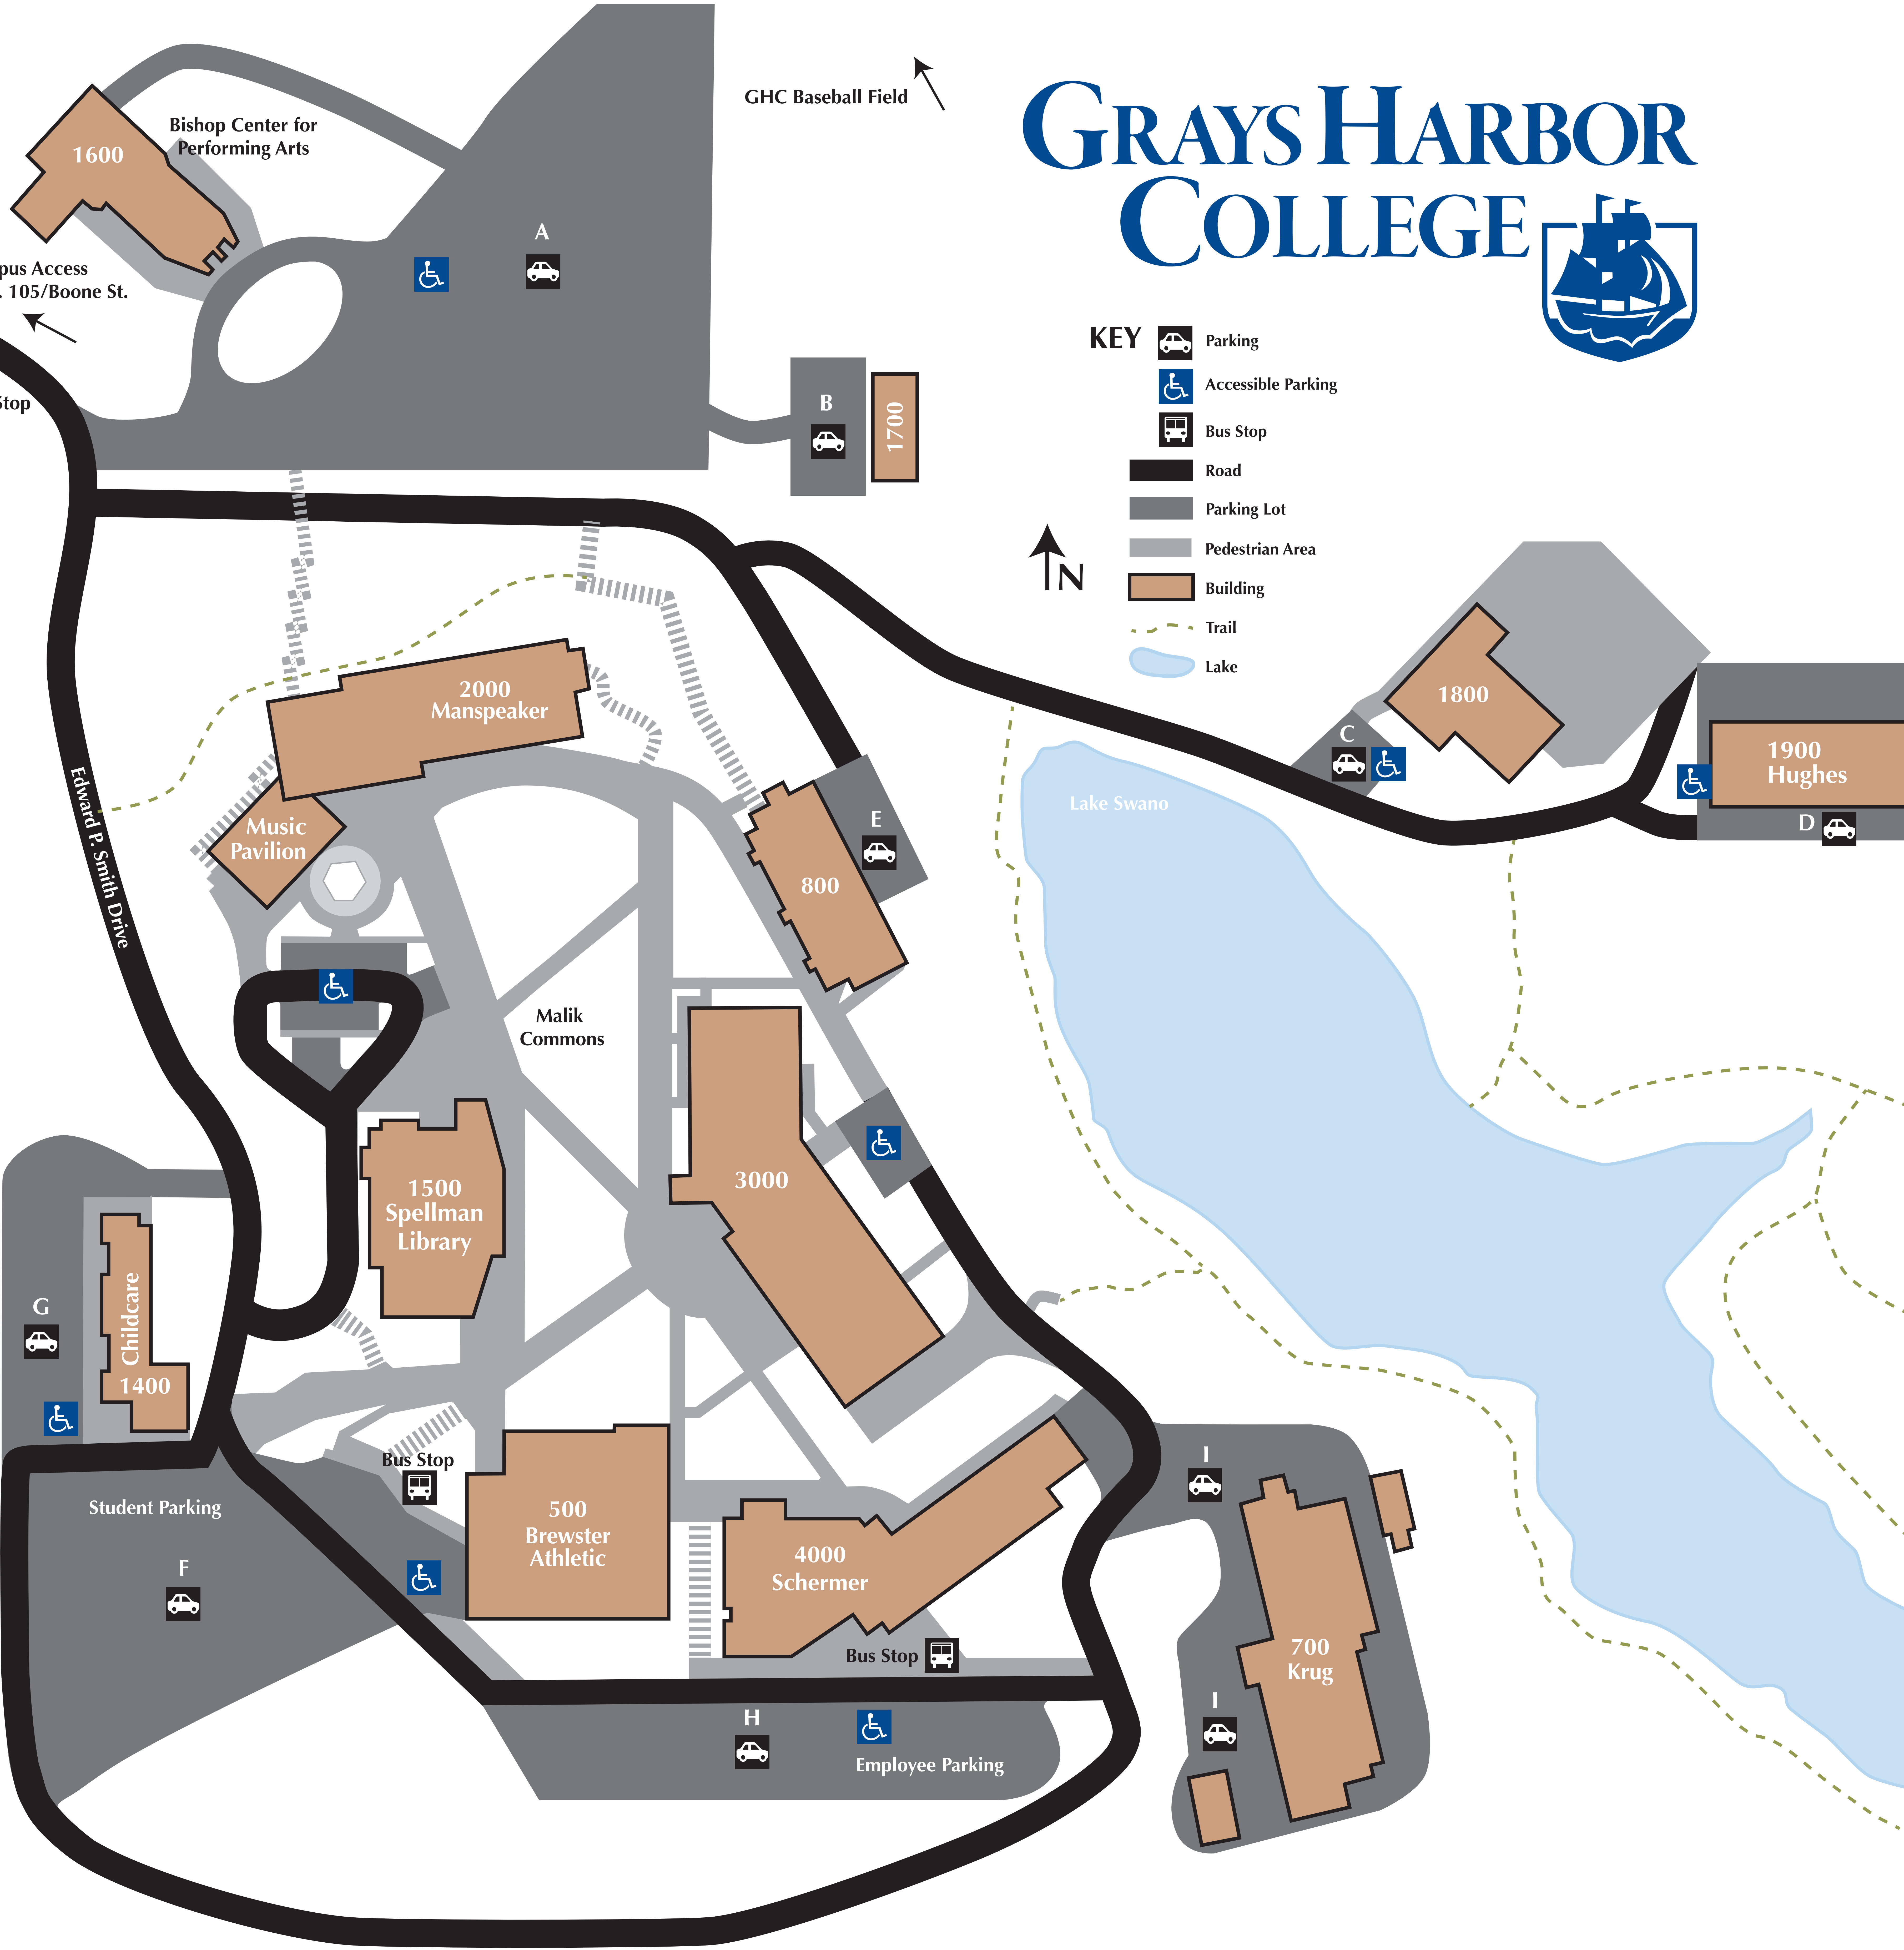 GRAYS HARBOR
COLLEGE
GHC Baseball Field
Bishop Center for
Performing Arts
1600
A
pus Access
. 105/Boone St.
Stop
B
1700
KEY
Parking
Accessible Parking
Bus Stop
Road
Parking Lot
Pedestrian Area
Building
Trail
Lake
N
2000
Manspeaker
Music
Pavilion
Edward P. Smith Drive
E
800
C
1800
1900
Hughes
D
Lake Swano
Malik
Commons
3000
1500
Spellman
Library
G
Childcare
1400
Bus Stop
Student Parking
F
500
Brewster
Athletic
4000
Schermer
Bus Stop
H
Employee Parking
I
700
Krug
I